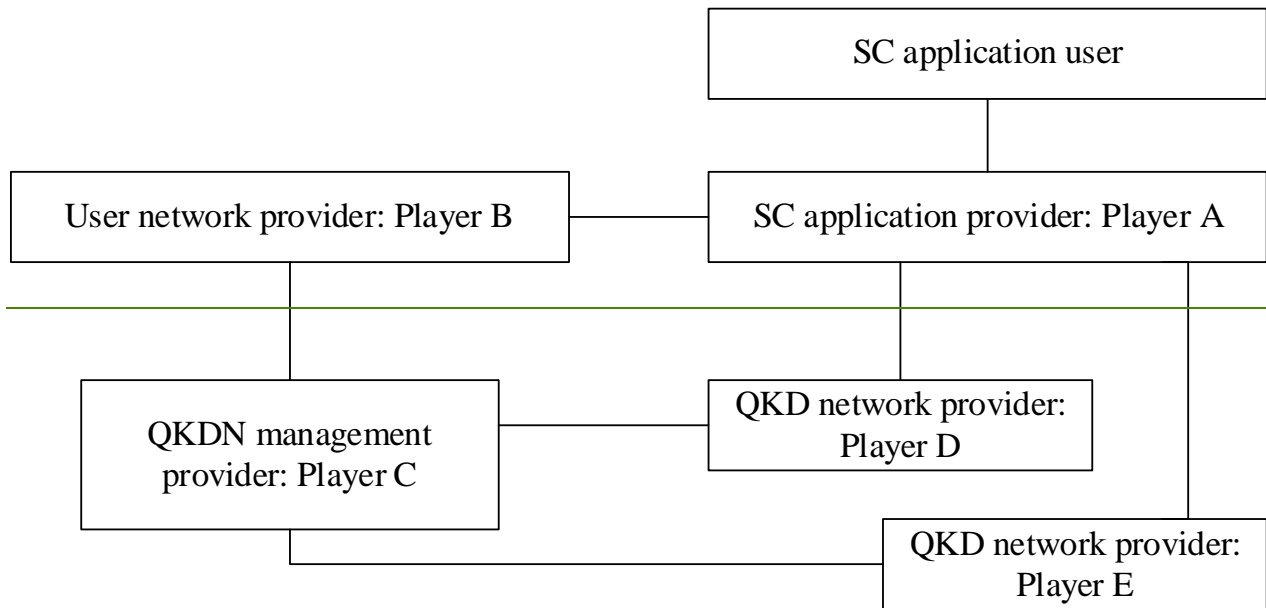 SC application user
User network provider: Player B
SC application provider: Player A
QKDN management
provider: Player C
QKD network provider:
Player D
QKD network provider:
Player E